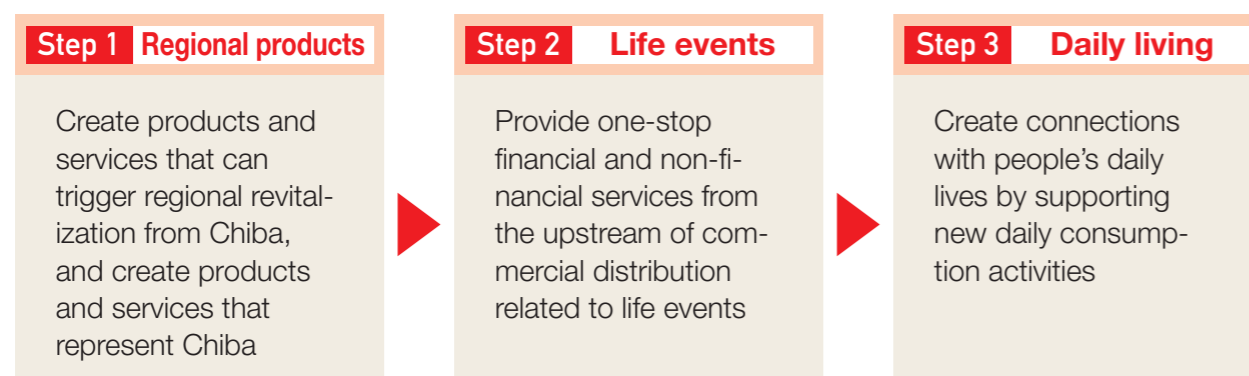 Step 1 Regional products
Create products and
services that can
trigger regional revital-
ization from Chiba,
and create products
and services that
represent Chiba
Step 2 Life events
Provide one-stop
financial and non-fi-
nancial services from
the upstream of com-
mercial distribution
related to life events
Step 3 Daily living
Create connections
with people’s daily
lives by supporting
new daily consump-
tion activities